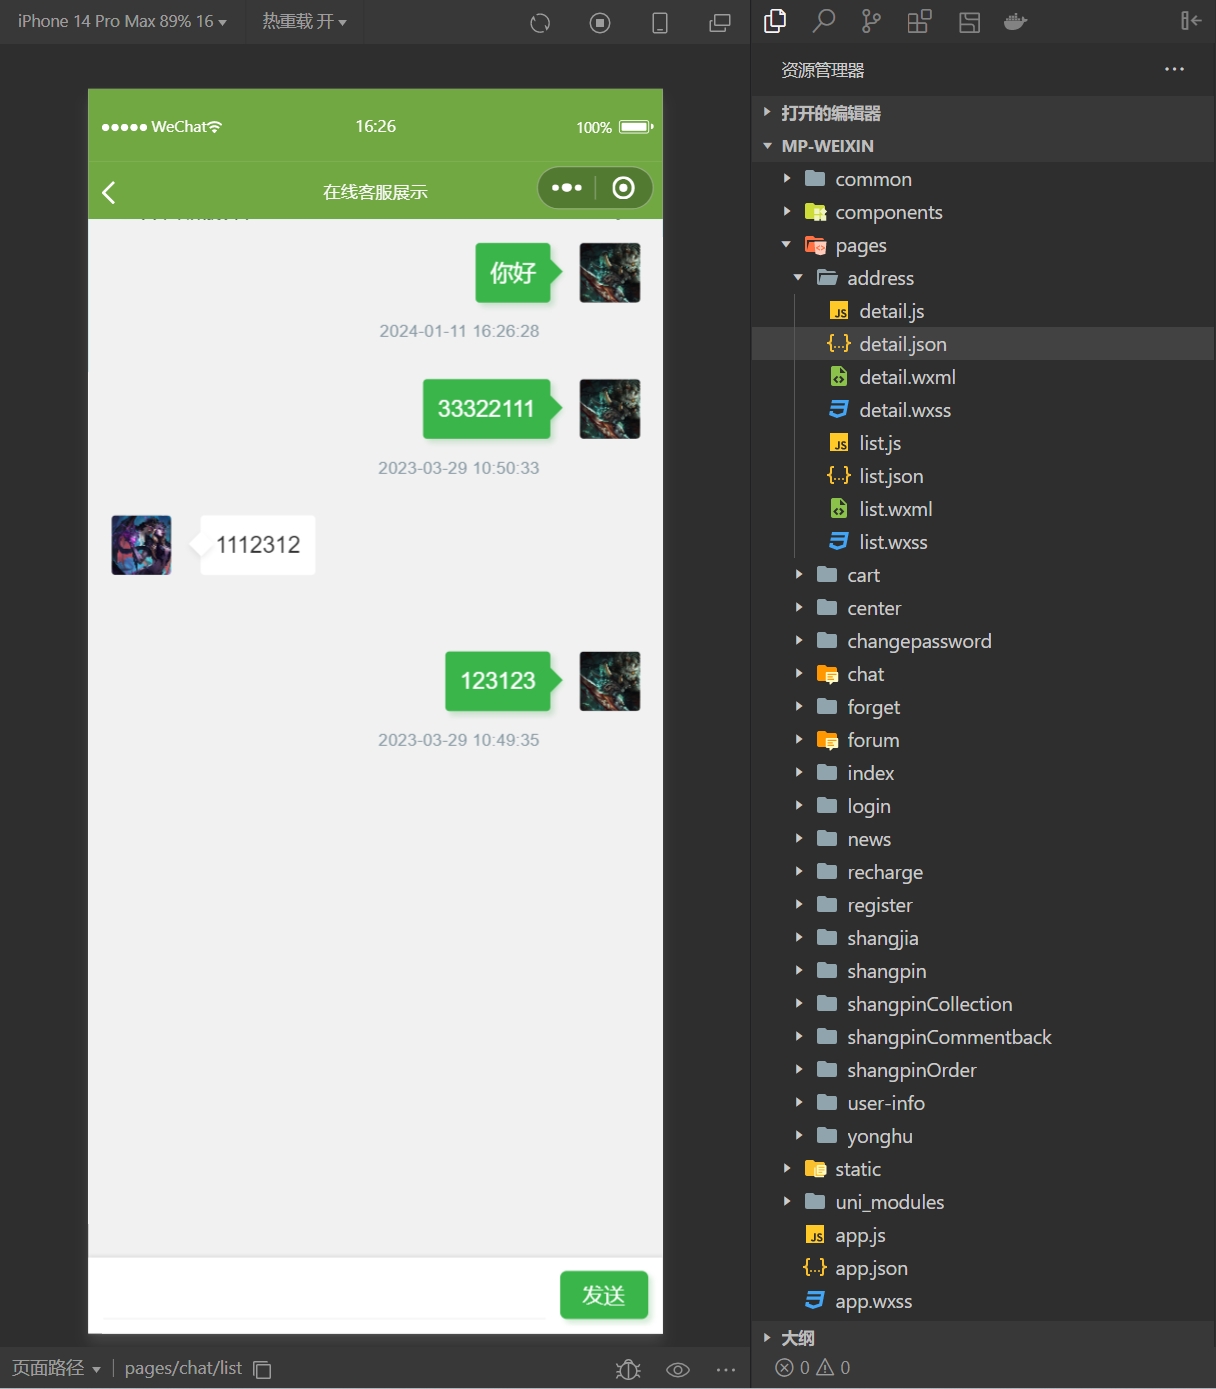 iPhone 14 Pro Max 89% 16
热重载 开
WeChat
16:26
100%
在线客服展示
你好
2024-01-11 16:26:28
33322111
2023-03-29 10:50:33
1112312
123123
2023-03-29 10:49:35
发送
页面路径
pages/chat/list
资源管理器
打开的编辑器
MP-WEIXIN
common
components
pages
address
detail.js
detail.json
detail.wxml
detail.wxss
list.js
list.json
list.wxml
list.wxss
cart
center
changepassword
chat
forget
forum
index
login
news
recharge
register
shangjia
shangpin
shangpinCollection
shangpinCommentback
shangpinOrder
user-info
yonghu
static
uni_modules
app.js
app.json
app.wxss
大纲
0
0